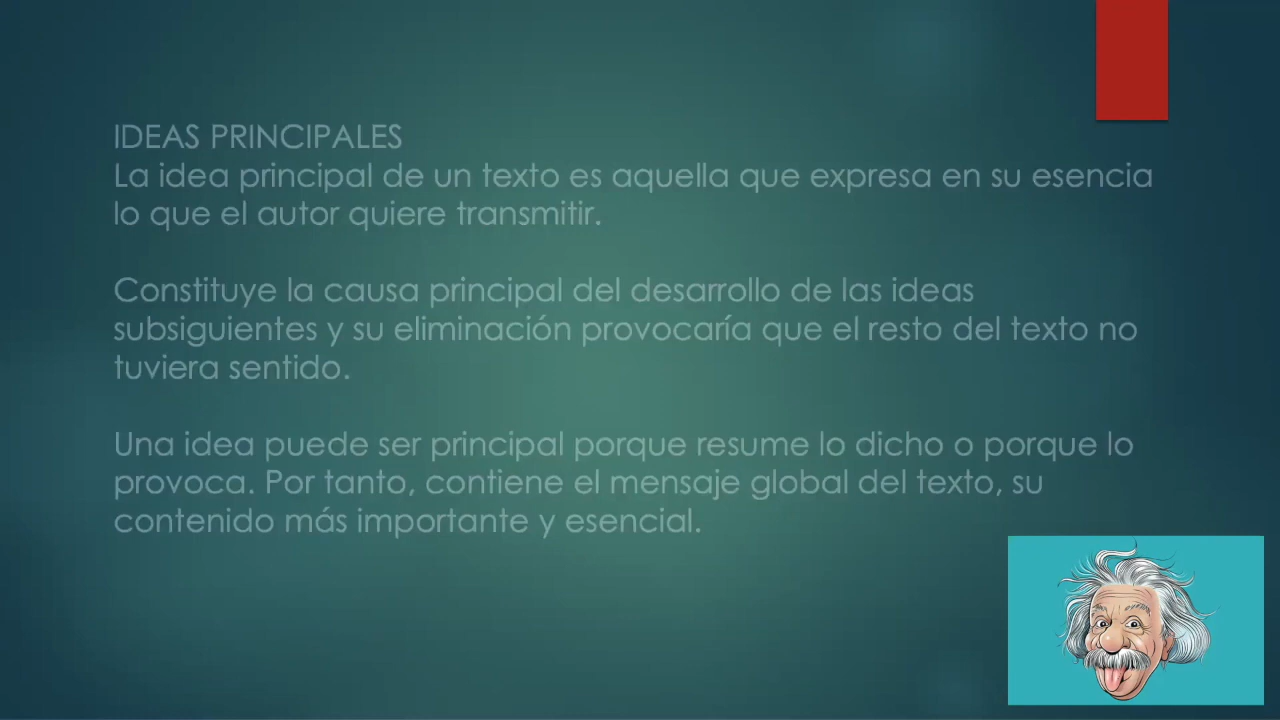 IDEAS PRINCIPALES
La idea principal de un texto es aquella que expresa en su esencia
lo que el autor quiere transmitir.
Constituye la causa principal del desarrollo de las ideas
subsiguientes y su eliminación provocaría que el resto del texto no
tuviera sentido.
Una idea puede ser principal porque resume lo dicho o porque lo
provoca. Por tanto, contiene el mensaje global del texto, su
contenido más importante y esencial.